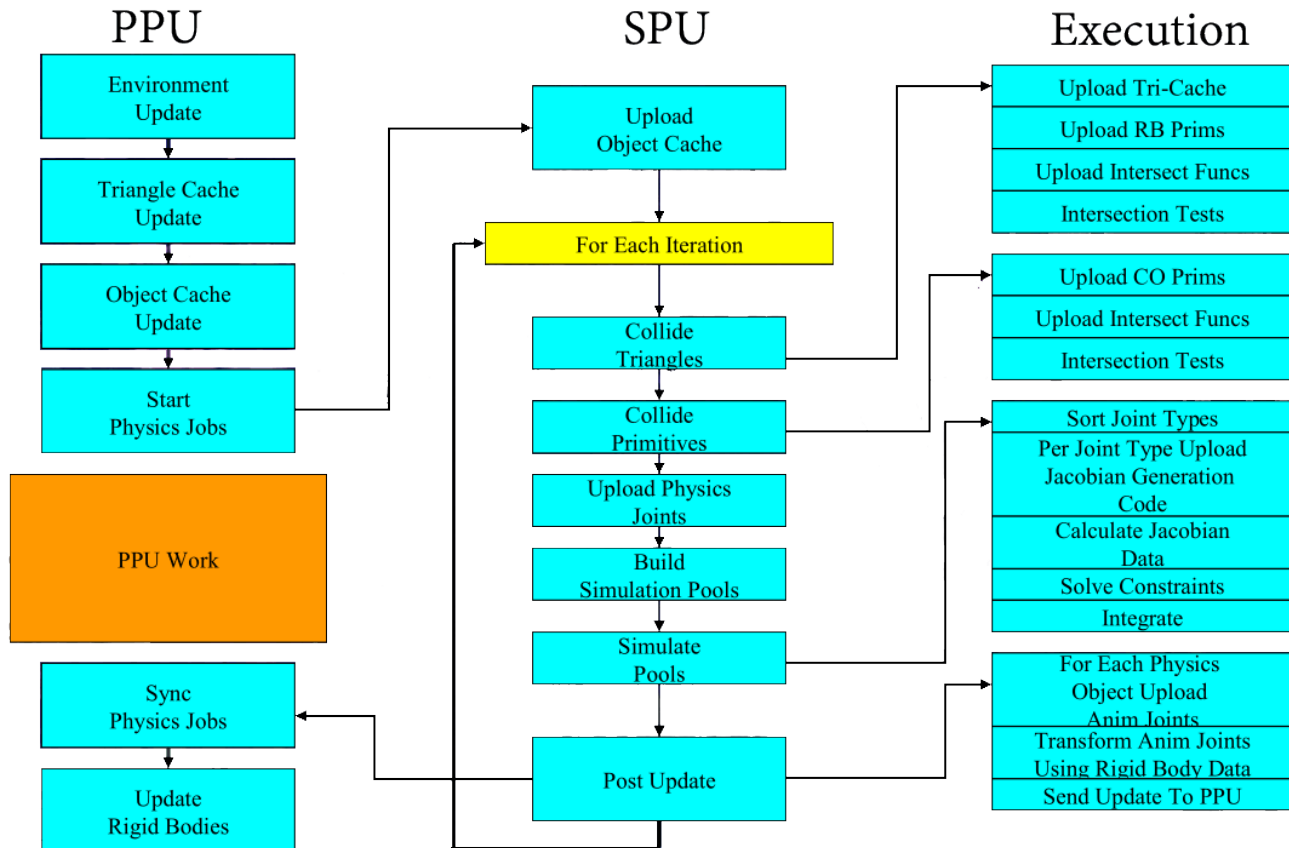 PPU
Environment
Update
Triangle Cache
Update
Object Cache
Update
Start
Physics Jobs
PPU Work
Sync
Physics Jobs
Update
Rigid Bodies
SPU
Upload
Object Cache
For Each Iteration
Collide
Triangles
Collide
Primitives
Upload Physics
Joints
Build
Simulation Pools
Simulate
Pools
Post Update
Execution
Upload Tri-Cache
Upload RB Prims
Upload Intersect Funcs
Intersection Tests
Upload CO Prims
Upload Intersect Funcs
Intersection Tests
Sort Joint Types
Per Joint Type Upload
Jacobian Generation
Code
Calculate Jacobian
Data
Solve Constraints
Integrate
For Each Physics
Object Upload
Anim Joints
Transform Anim Joints
Using Rigid Body Data
Send Update To PPU